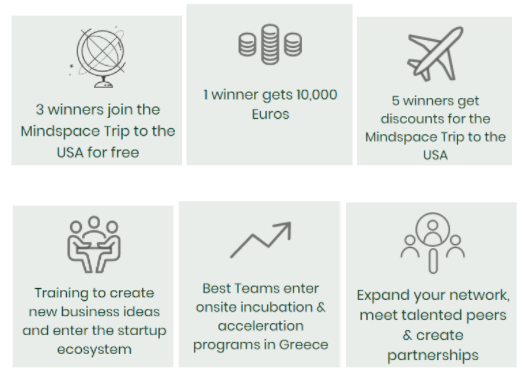 3 winners join the
Mindspace Trip to the
USA for free
1 winner gets 10,000
Euros
5 winners get
discounts for the
Mindspace Trip to the
USA
Training to create
new business ideas
and enter the startup
ecosystem
Best Teams enter
onsite incubation &
acceleration
programs in Greece
Expand your network,
meet talented peers
& create
partnerships